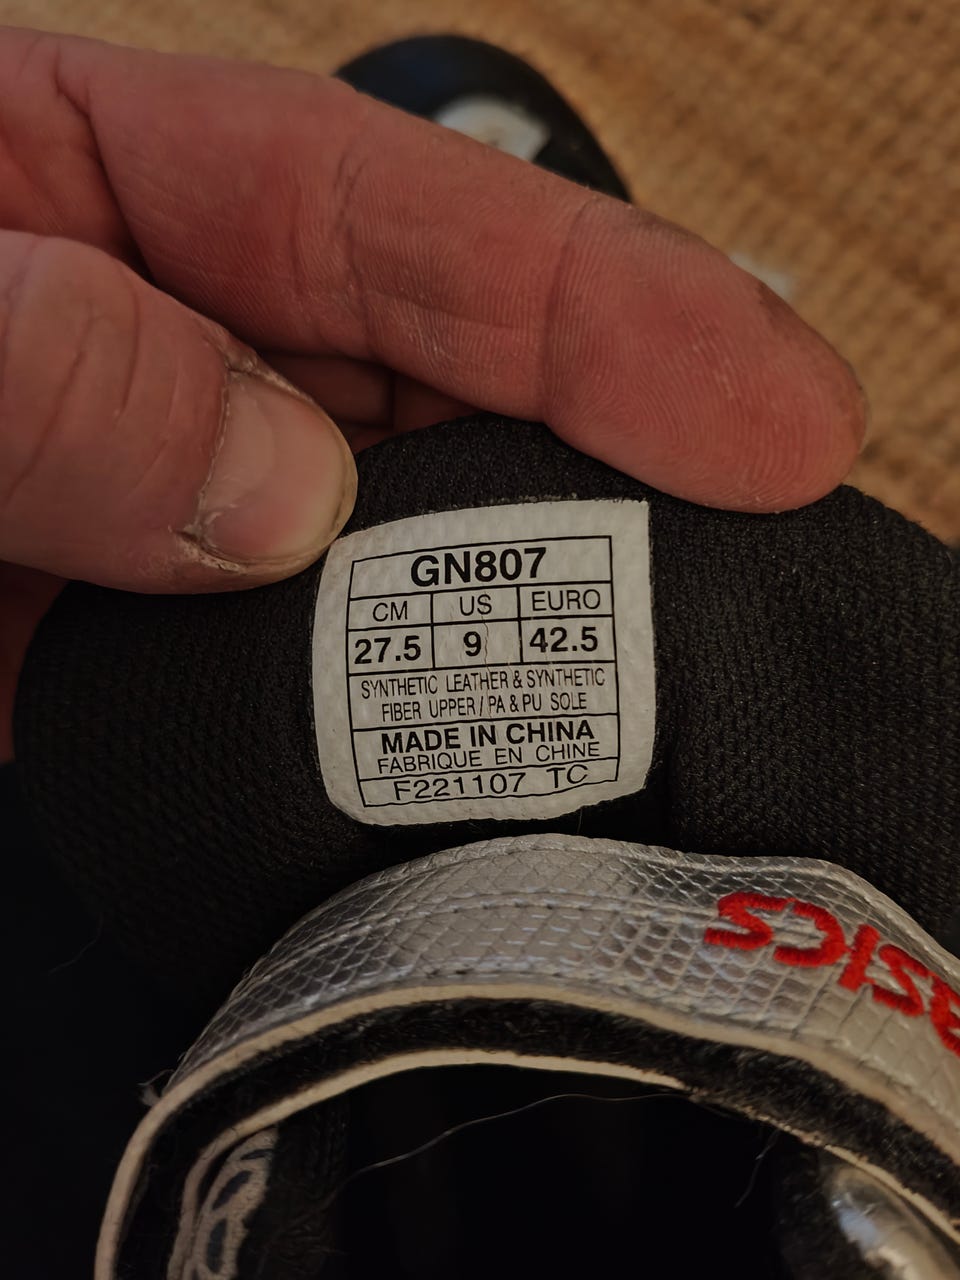 GN807
CM US EURO
27.5 9 42.5
SYNTHETIC LEATHER & SYNTHETIC
FIBER UPPER / PA & PU SOLE
MADE IN CHINA
FABRIQUE EN CHINE
F221107 TC
asics